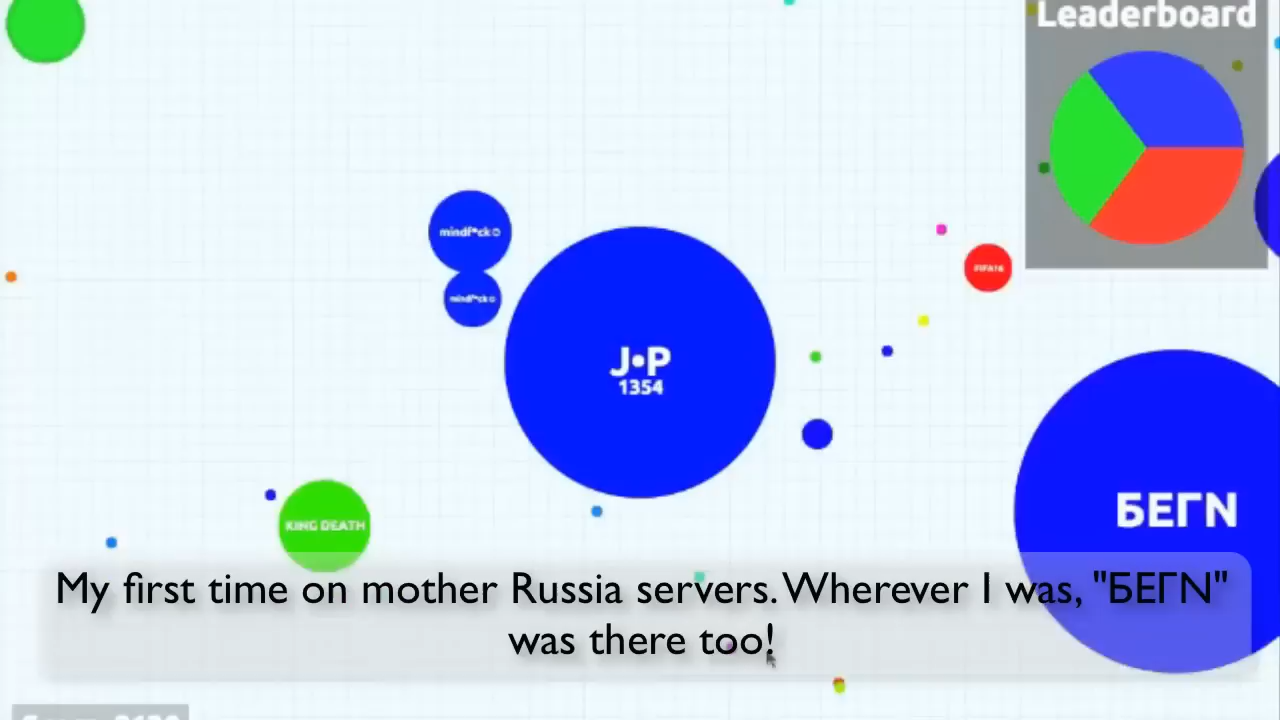 Leaderboard
mindf*ck☺
mindf*ck☺
J•P
1354
FIFA16
БЕГN
KING DEATH
My first time on mother Russia servers. Wherever I was, "БЕГN"
was there too!